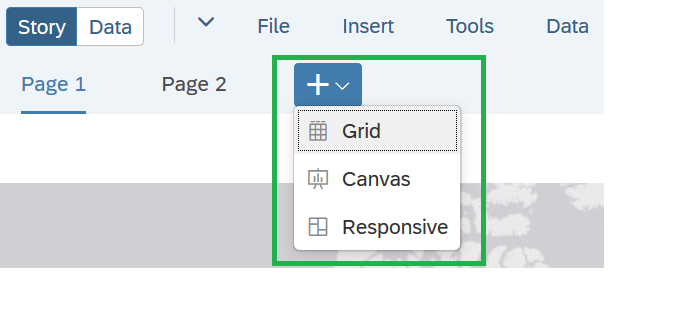 Story Data File Insert Tools Data
Page 1 Page 2
Grid
Canvas
Responsive